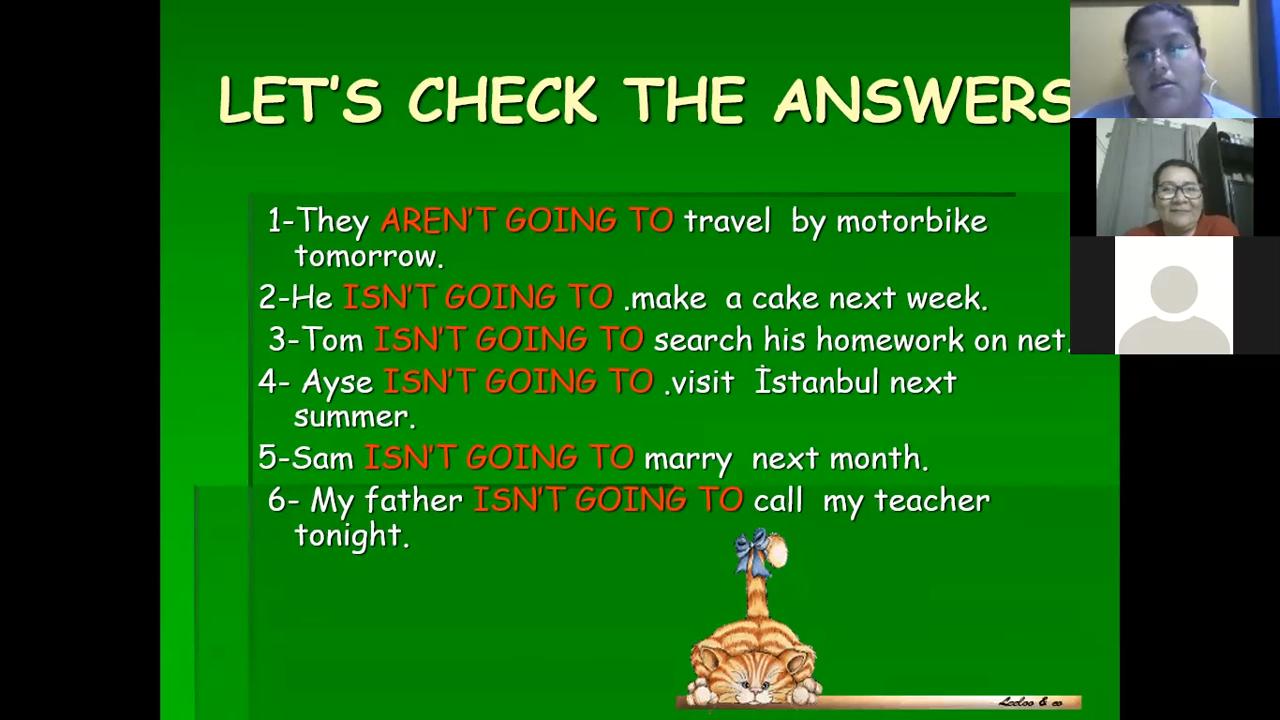 LET'S CHECK THE ANSWERS
1-They AREN'T GOING TO travel by motorbike
tomorrow.
2-He ISN'T GOING TO .make a cake next week.
3-Tom ISN'T GOING TO search his homework on net.
4- Ayse ISN'T GOING TO .visit İstanbul next
summer.
5-Sam ISN'T GOING TO marry next month.
6- My father ISN'T GOING TO call my teacher
tonight.
Leeloo & co